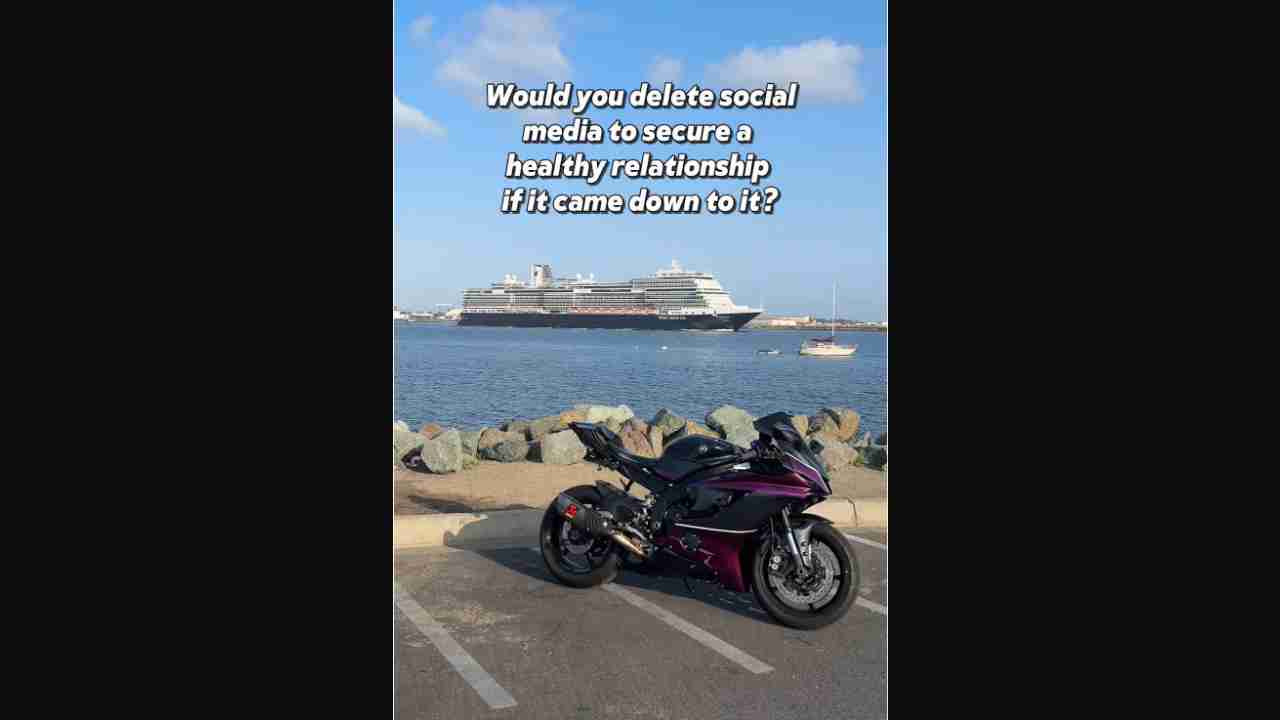 Would you delete social
media to secure a
healthy relationship
if it came down to it?